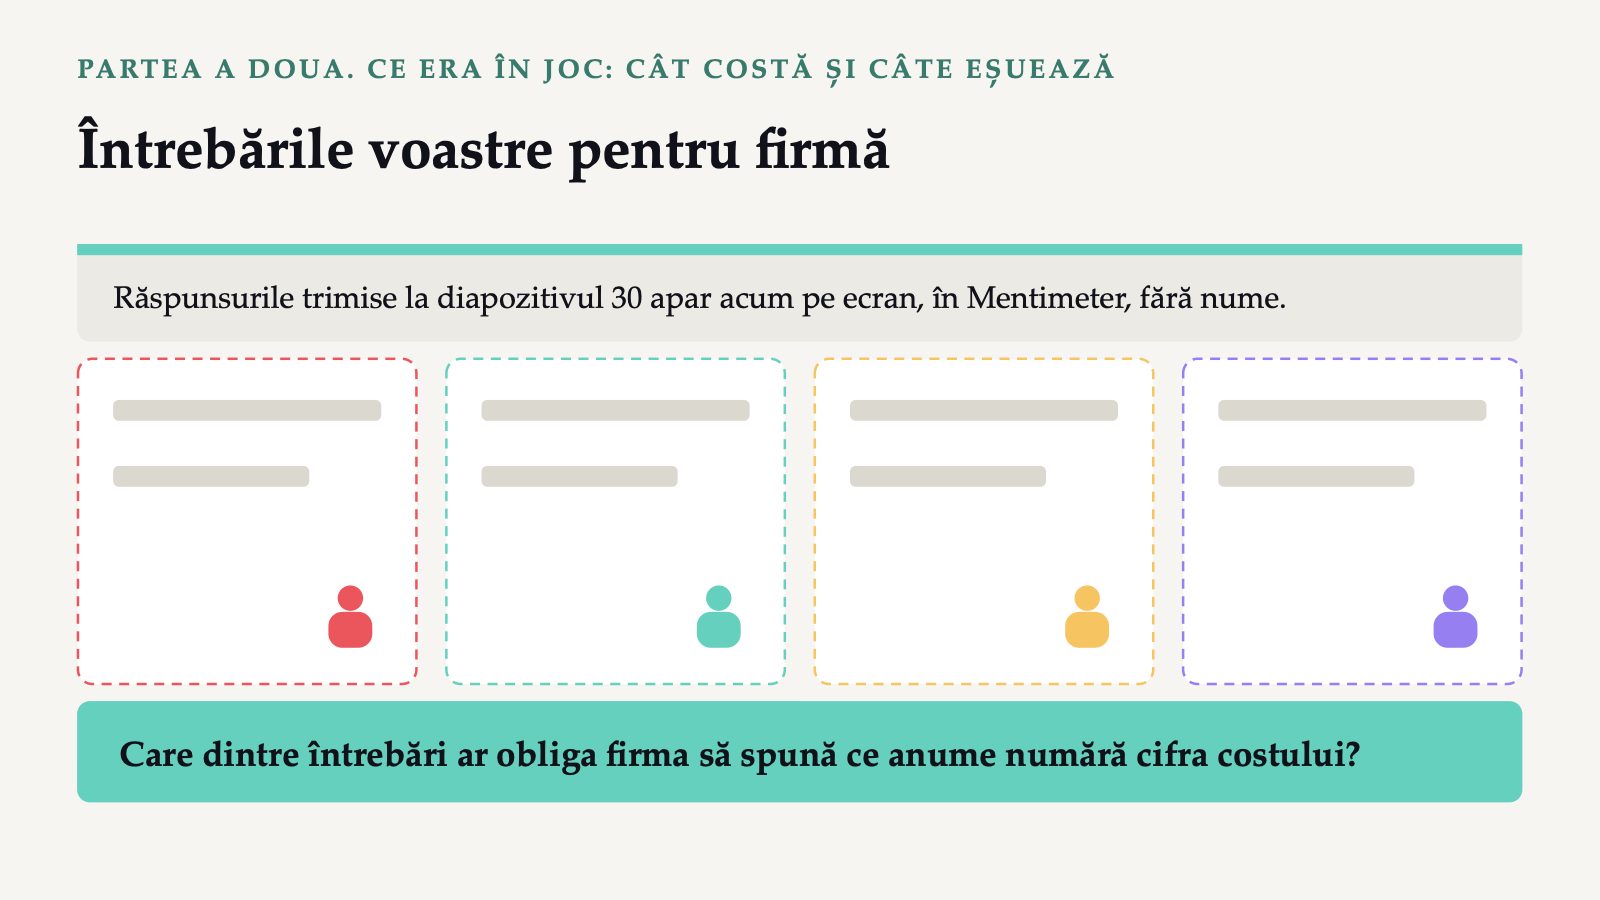 PARTEA A DOUA. CE ERA ÎN JOC: CÂT COSTĂ ȘI CÂTE EȘUEAZĂ
Întrebările voastre pentru firmă
Răspunsurile trimise la diapozitivul 30 apar acum pe ecran, în Mentimeter, fără nume.
Care dintre întrebări ar obliga firma să spună ce anume numără cifra costului?